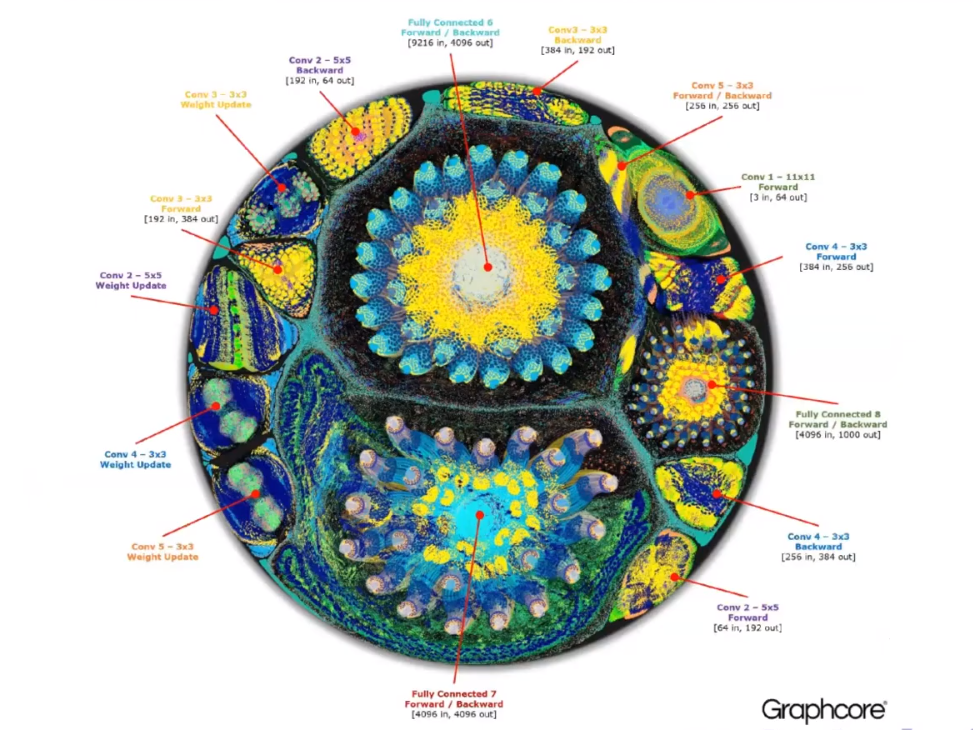 Fully Connected 6
Forward / Backward
[9216 in, 4096 out]
Conv3 – 3x3
Backward
[384 in, 192 out]
Conv 2 – 5x5
Backward
[192 in, 64 out]
Conv 5 – 3x3
Forward / Backward
[256 in, 256 out]
Conv 3 – 3x3
Weight Update
Conv 1 – 11x11
Forward
[3 in, 64 out]
Conv 3 – 3x3
Forward
[192 in, 384 out]
Conv 4 – 3x3
Forward
[384 in, 256 out]
Conv 2 – 5x5
Weight Update
Fully Connected 8
Forward / Backward
[4096 in, 1000 out]
Conv 4 – 3x3
Weight Update
Conv 4 – 3x3
Backward
[256 in, 384 out]
Conv 5 – 3x3
Weight Update
Conv 2 – 5x5
Forward
[64 in, 192 out]
Fully Connected 7
Forward / Backward
[4096 in, 4096 out]
Graphcore®